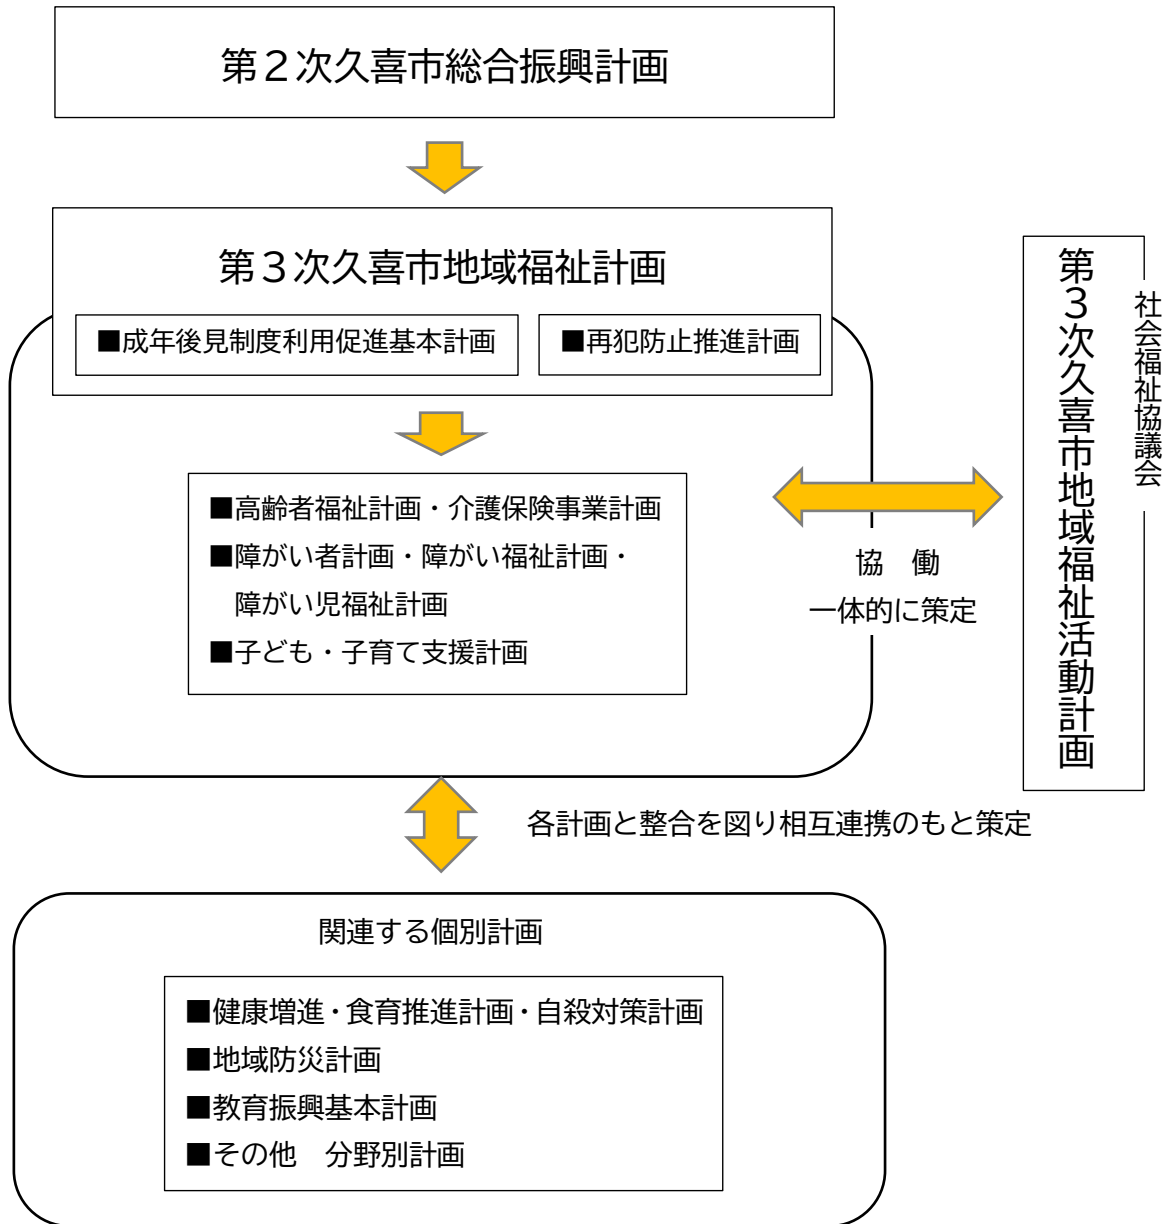 第２次久喜市総合振興計画
第３次久喜市地域福祉計画
■成年後見制度利用促進基本計画
■再犯防止推進計画
■高齢者福祉計画・介護保険事業計画
■障がい者計画・障がい福祉計画・
障がい児福祉計画
■子ども・子育て支援計画
協　働
一体的に策定
社会福祉協議会
第３次久喜市地域福祉活動計画
各計画と整合を図り相互連携のもと策定
関連する個別計画
■健康増進・食育推進計画・自殺対策計画
■地域防災計画
■教育振興基本計画
■その他　分野別計画